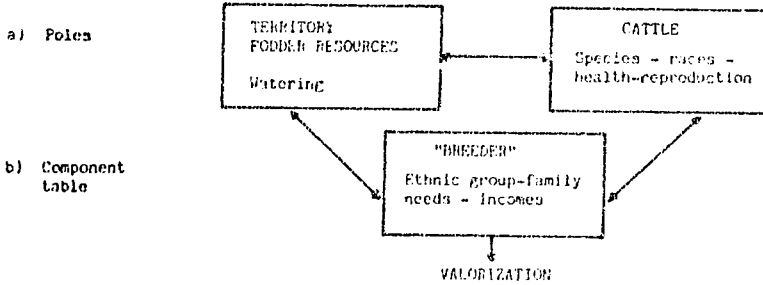 a) Poles
TERRITORY
FODDER RESOURCES
Watering
CATTLE
Species - races -
health-reproduction
b) Component
table
"BREEDER"
Ethnic group-family
needs - incomes
VALORIZATION